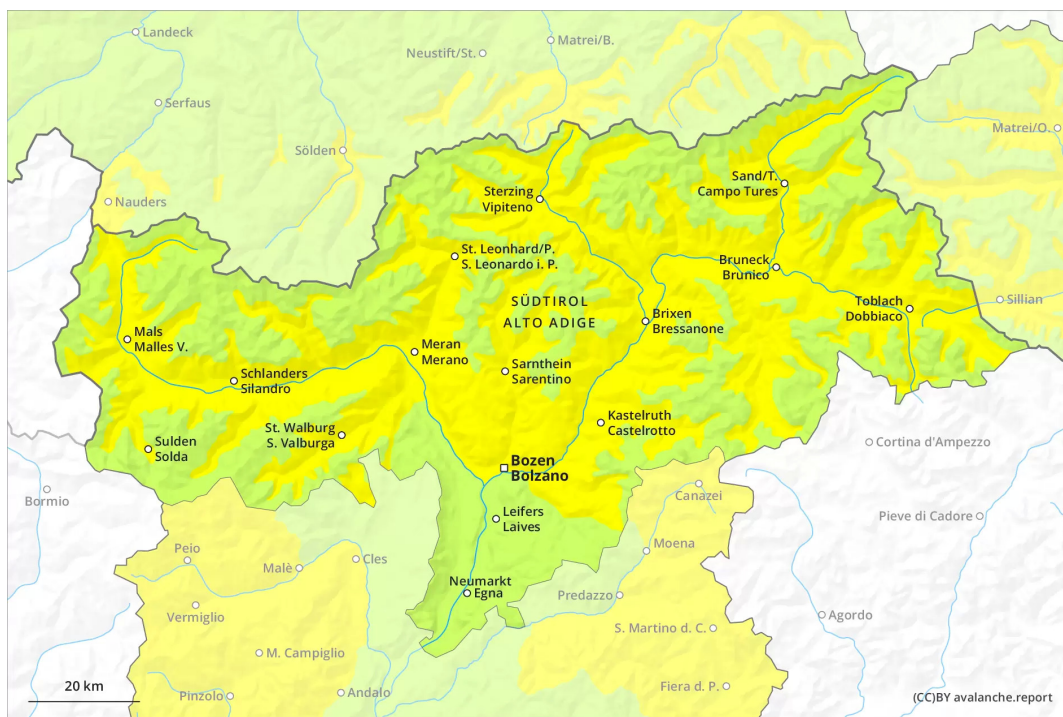 Landeck
Matrei/B.
Neustift/St.
Serfaus
Matrei/O.
Sölden
Sand/T.
Campo Tures
Nauders
Sterzing
Vipiteno
St. Leonhard/P.
S. Leonardo i. P.
Bruneck
Brunico
SÜDTIROL
ALTO ADIGE
Toblach
Dobbiaco
Sillian
Brixen
Bressanone
Mals
Malles V.
Meran
Merano
Sarnthein
Sarentino
Schlanders
Silandro
Kastelruth
Castelrotto
St. Walburg
S. Valburga
Sulden
Solda
Cortina d'Ampezzo
Bozen
Bolzano
Bormio
Canazei
Leifers
Laives
Pieve di Cadore
Moena
Peio
Cles
Malè
Neumarkt
Egna
Predazzo
Vermiglio
Agordo
S. Martino d. C.
M. Campiglio
20 km
Pinzolo
Andalo
Fiera d. P.
(CC)BY avalanche.report